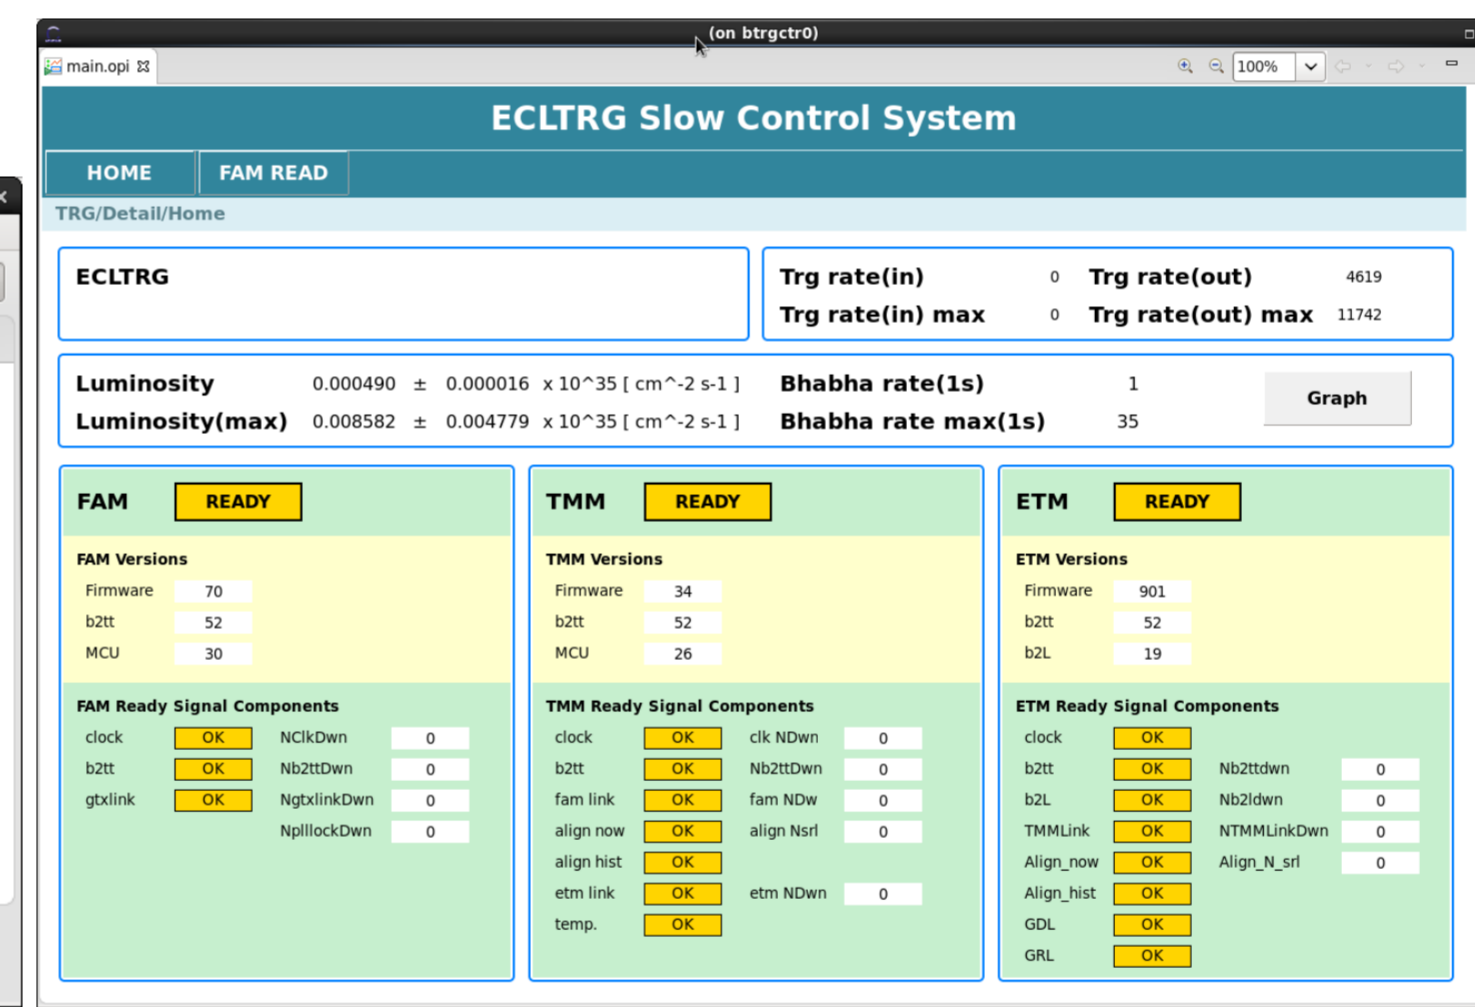 (on btrgctr0)
main.opi
100%
ECLTRG Slow Control System
HOME FAM READ
TRG/Detail/Home
ECLTRG
Trg rate(in) 0 Trg rate(out) 4619
Trg rate(in) max 0 Trg rate(out) max 11742
Luminosity 0.000490 ± 0.000016 x 10^35 [ cm^-2 s-1 ] Bhabha rate(1s) 1
Luminosity(max) 0.008582 ± 0.004779 x 10^35 [ cm^-2 s-1 ] Bhabha rate max(1s) 35
Graph
FAM READY
FAM Versions
Firmware 70
b2tt 52
MCU 30
FAM Ready Signal Components
clock OK NClkDwn 0
b2tt OK Nb2ttDwn 0
gtxlink OK NgtxlinkDwn 0
NplllockDwn 0
TMM READY
TMM Versions
Firmware 34
b2tt 52
MCU 26
TMM Ready Signal Components
clock OK clk NDwn 0
b2tt OK Nb2ttDwn 0
fam link OK fam NDw 0
align now OK align Nsrl 0
align hist OK
etm link OK etm NDwn 0
temp. OK
ETM READY
ETM Versions
Firmware 901
b2tt 52
b2L 19
ETM Ready Signal Components
clock OK
b2tt OK Nb2ttdwn 0
b2L OK Nb2ldwn 0
TMMLink OK NTMMLinkDwn 0
Align_now OK Align_N_srl 0
Align_hist OK
GDL OK
GRL OK